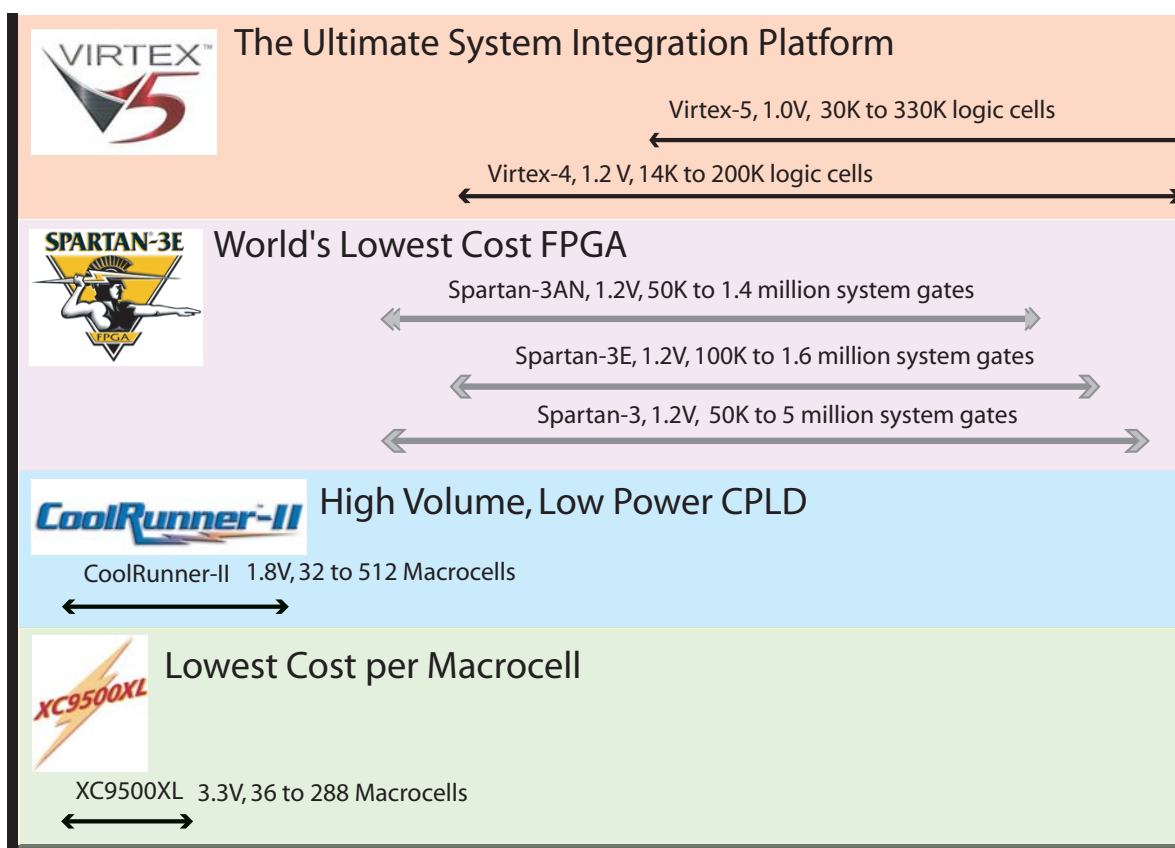 VIRTEX™
5
The Ultimate System Integration Platform
Virtex-5, 1.0V, 30K to 330K logic cells
Virtex-4, 1.2 V, 14K to 200K logic cells
SPARTAN-3E
FPGA
World's Lowest Cost FPGA
Spartan-3AN, 1.2V, 50K to 1.4 million system gates
Spartan-3E, 1.2V, 100K to 1.6 million system gates
Spartan-3, 1.2V, 50K to 5 million system gates
CoolRunner-II
High Volume, Low Power CPLD
CoolRunner-II 1.8V, 32 to 512 Macrocells
XC9500XL
Lowest Cost per Macrocell
XC9500XL 3.3V, 36 to 288 Macrocells